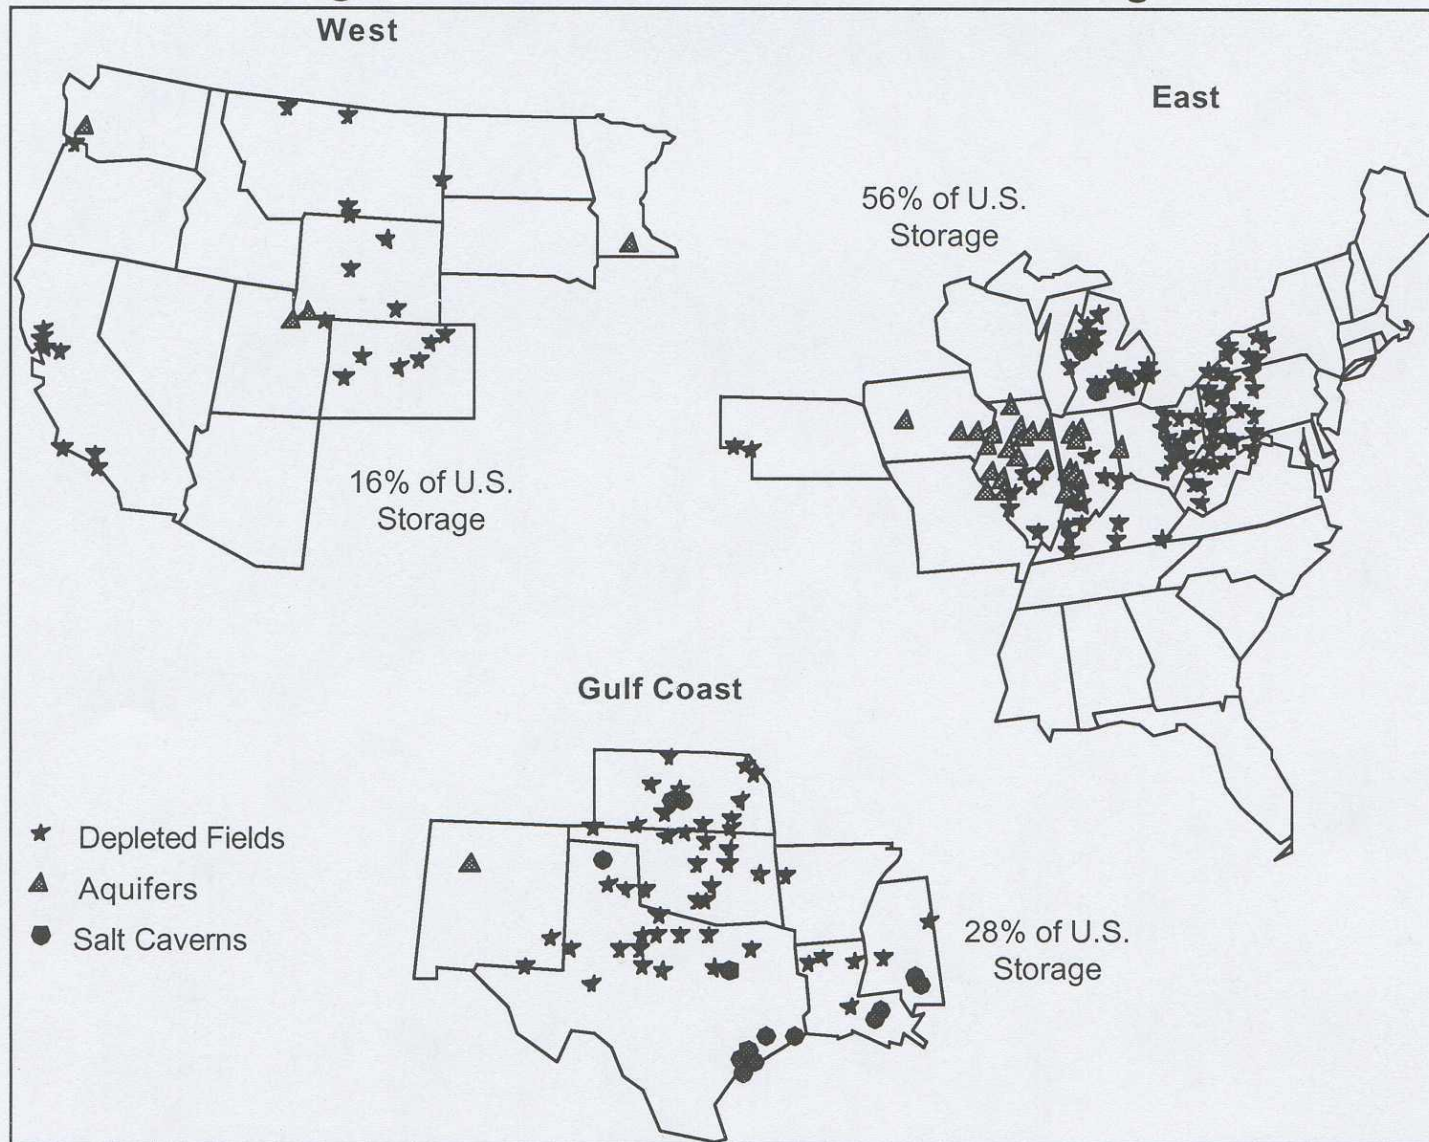 West
East
56% of U.S.
Storage
16% of U.S.
Storage
Gulf Coast
Depleted Fields
Aquifers
Salt Caverns
28% of U.S.
Storage